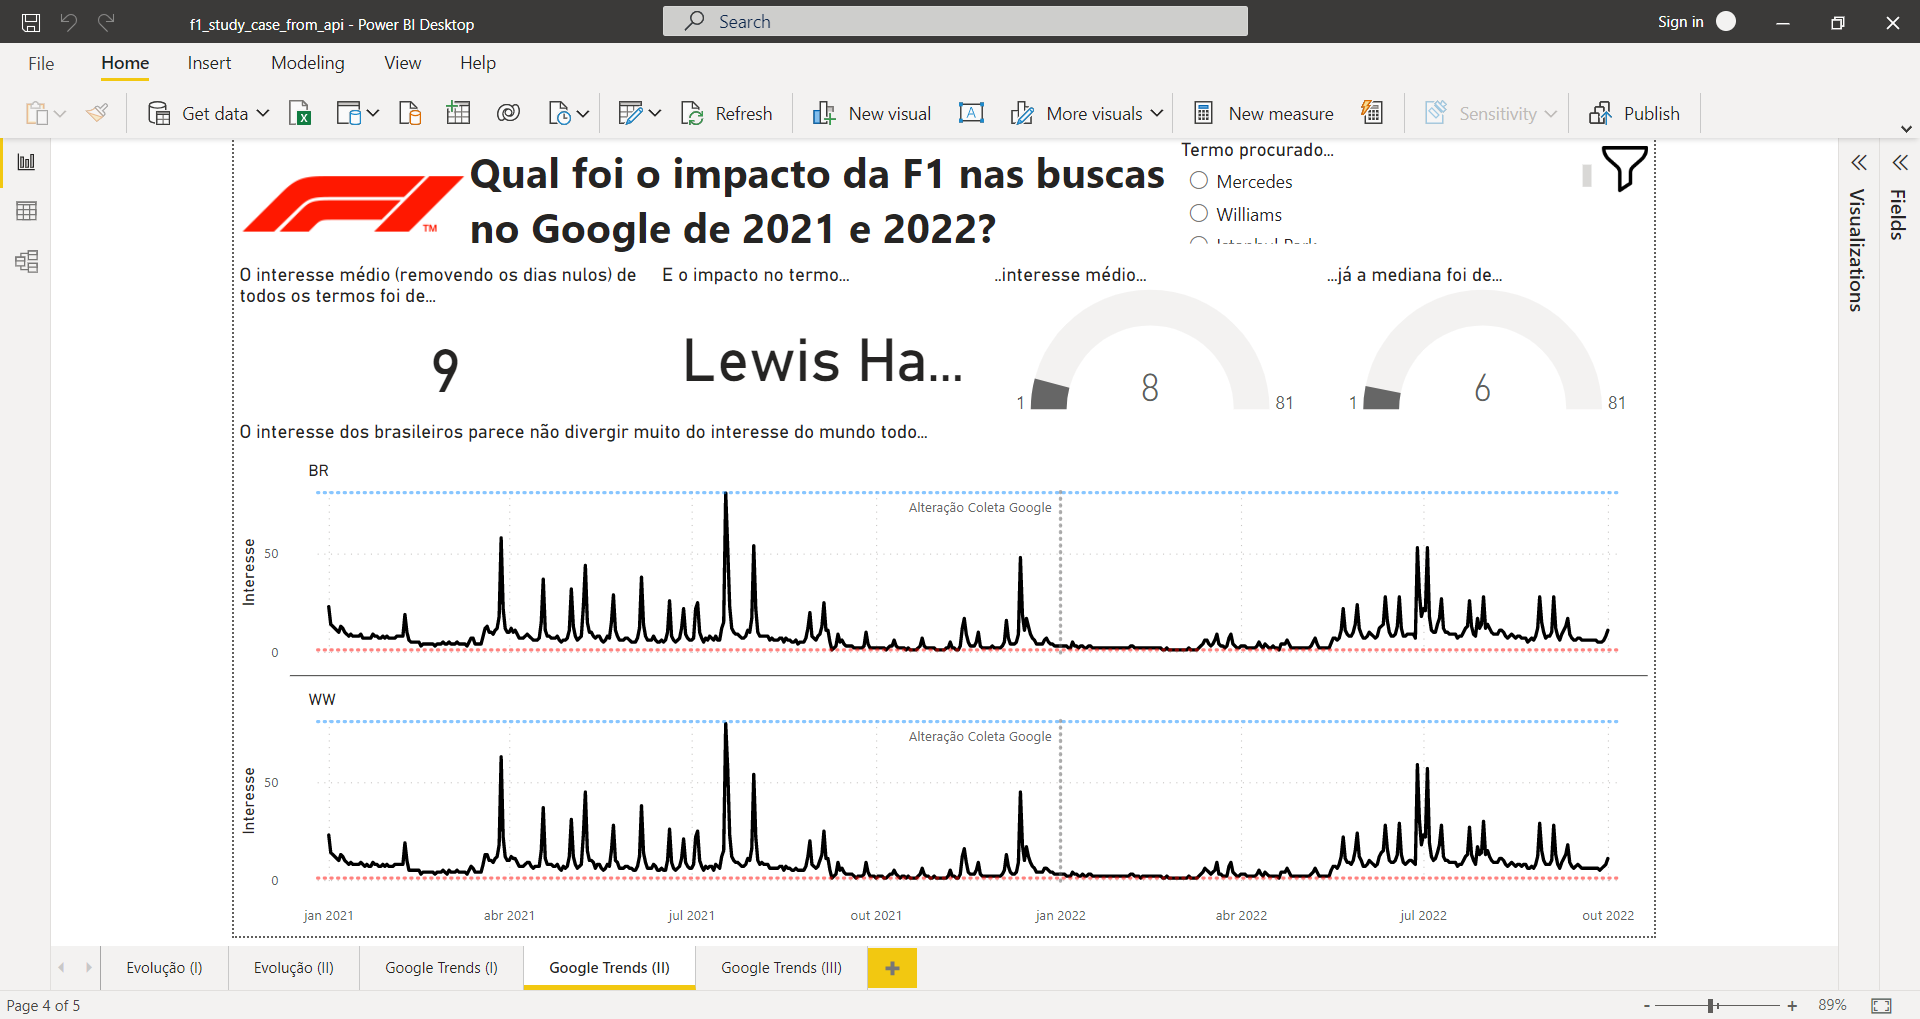 f1_study_case_from_api - Power BI Desktop
Search
Sign in
File
Home
Insert
Modeling
View
Help
Get data
Refresh
New visual
More visuals
New measure
Sensitivity
Publish
Qual foi o impacto da F1 nas buscas
no Google de 2021 e 2022?
TM
Termo procurado...
Mercedes
Williams
Istanbul Park
Visualizations
Fields
O interesse médio (removendo os dias nulos) de
todos os termos foi de...
9
E o impacto no termo...
Lewis Ha...
..interesse médio...
1
8
81
...já a mediana foi de...
1
6
81
O interesse dos brasileiros parece não divergir muito do interesse do mundo todo...
BR
Alteração Coleta Google
Interesse
50
0
WW
Alteração Coleta Google
Interesse
50
0
jan 2021
abr 2021
jul 2021
out 2021
jan 2022
abr 2022
jul 2022
out 2022
Evolução (I)
Evolução (II)
Google Trends (I)
Google Trends (II)
Google Trends (III)
+
Page 4 of 5
-
+
89%